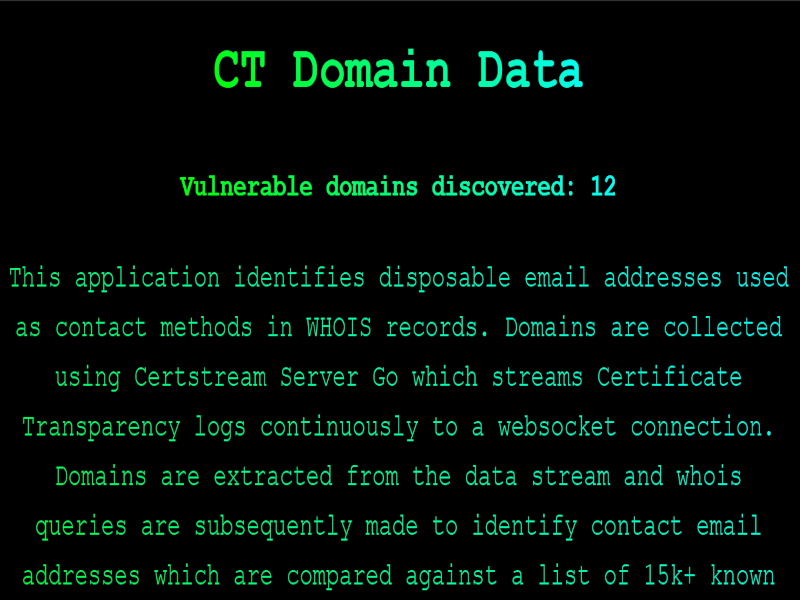 CT Domain Data
Vulnerable domains discovered: 12
This application identifies disposable email addresses used
as contact methods in WHOIS records. Domains are collected
using Certstream Server Go which streams Certificate
Transparency logs continuously to a websocket connection.
Domains are extracted from the data stream and whois
queries are subsequently made to identify contact email
addresses which are compared against a list of 15k+ known